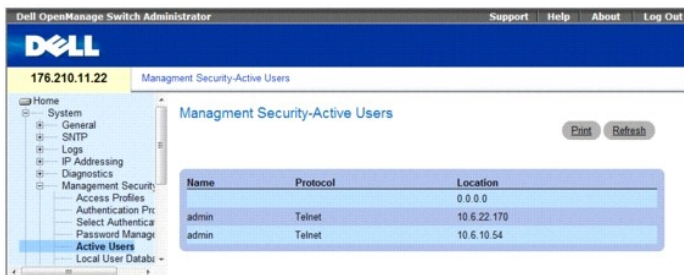 Dell OpenManage Switch Administrator Support Help About Log Out
DELL
176.210.11.22 Managment Security-Active Users
Home
System
General
SNTP
Logs
IP Addressing
Diagnostics
Management Security
Access Profiles
Authentication Pro
Select Authentica
Password Manage
Active Users
Local User Databa
Managment Security-Active Users
Print Refresh
Name Protocol Location
0.0.0.0
admin Telnet 10.6.22.170
admin Telnet 10.6.10.54